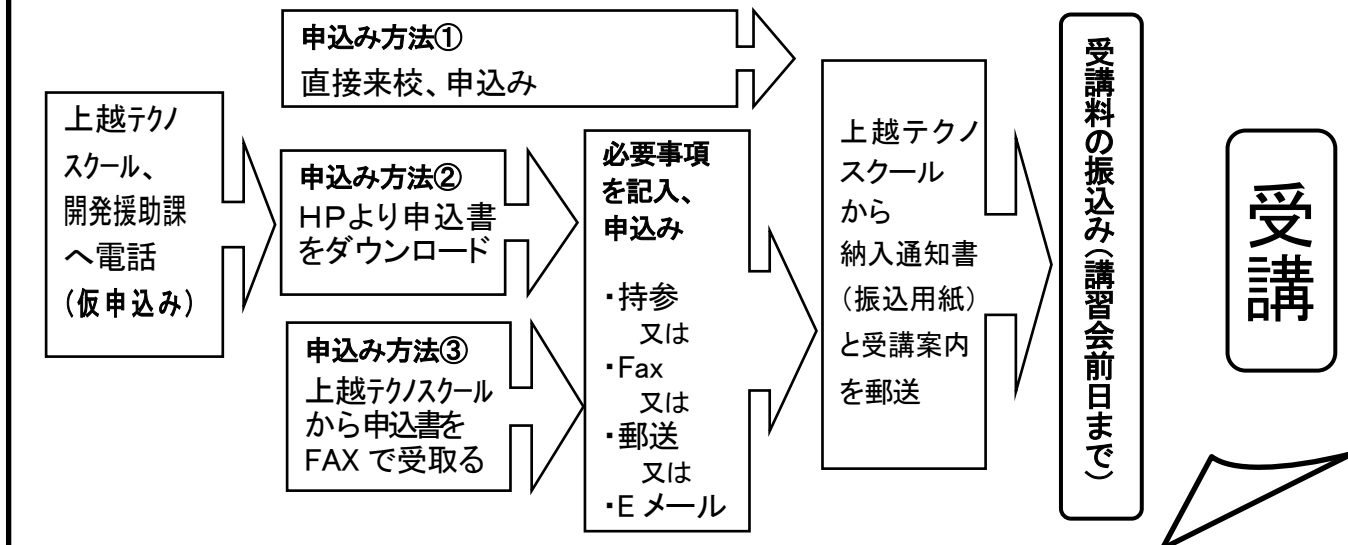 上越テクノ
スクール、
開発援助課
へ電話
(仮申込み)
申込み方法①
直接来校、申込み
申込み方法②
HPより申込書
をダウンロード
申込み方法③
上越テクノスクール
から申込書を
FAX で受取る
必要事項
を記入、
申込み
・持参
又は
・Fax
又は
・郵送
又は
・E メール
上越テクノ
スクール
から
納入通知書
(振込用紙)
と受講案内
を郵送
受講料の振込み(講習会前日まで)
受講